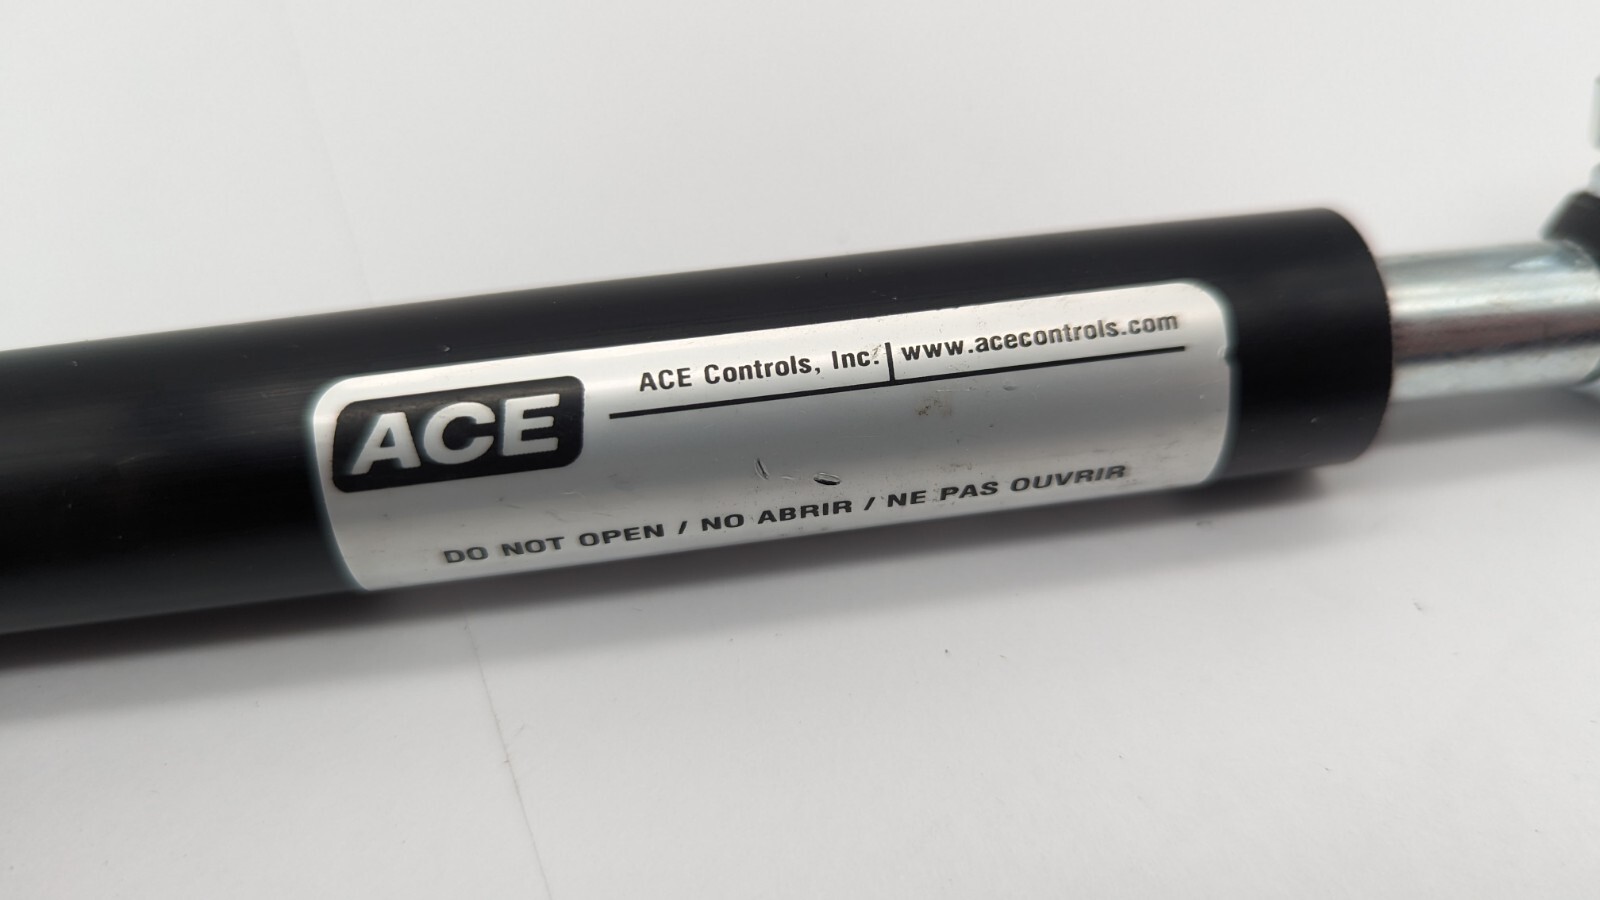 ACE
ACE Controls, Inc. | www.acecontrols.com
DO NOT OPEN / NO ABRIR / NE PAS OUVRIR